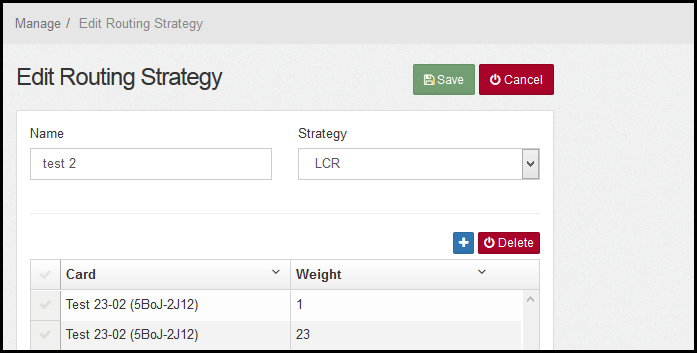 Manage / Edit Routing Strategy
Edit Routing Strategy
Save Cancel
Name Strategy
test 2 LCR
+ Delete
Card Weight
Test 23-02 (5BoJ-2J12) 1
Test 23-02 (5BoJ-2J12) 23